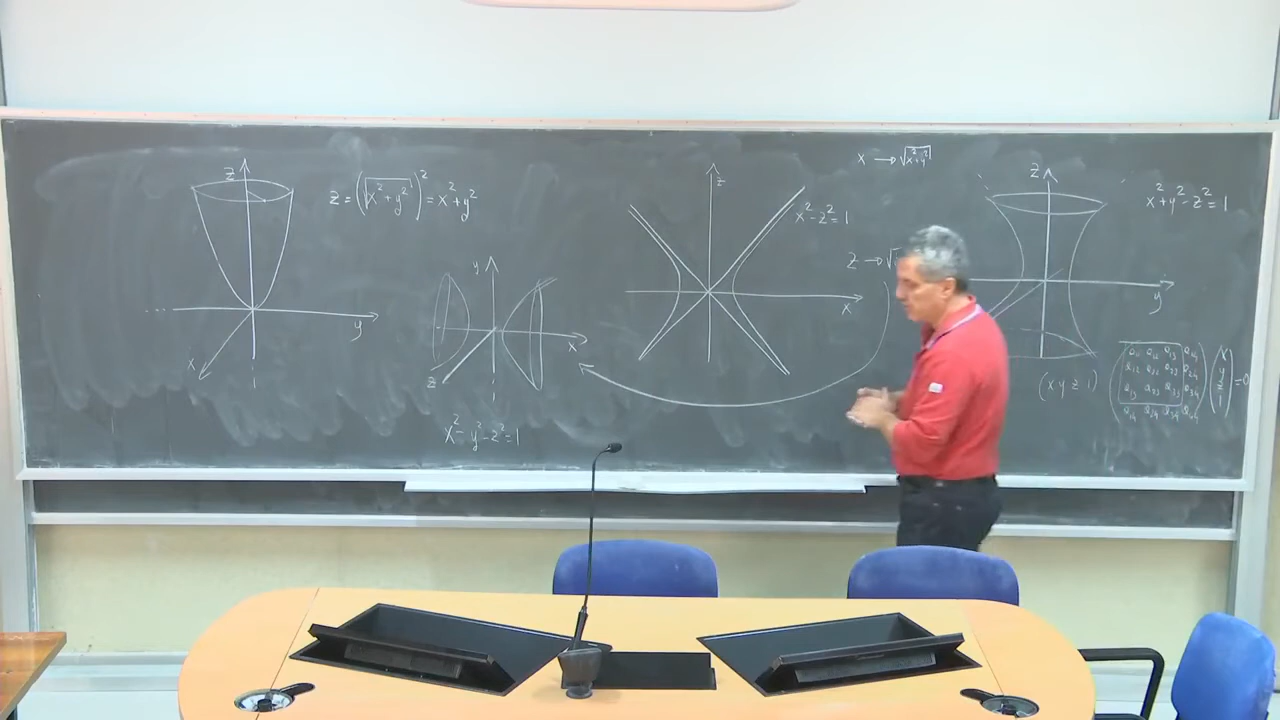 z
z = (√x²+y²)² = x²+y²
y
x
y
x
z
x²-y²-z²=1
z
x²-z²=1
x
x → √x²+y²
z → √
z
x²+y²-z²=1
y
(xy≥1)